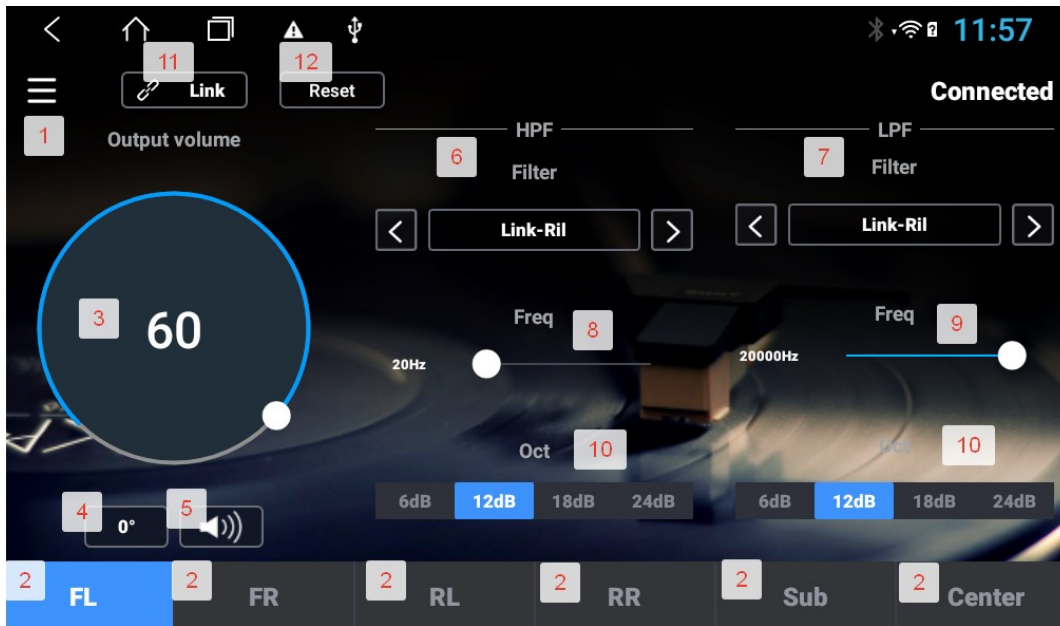 11:57
11
12
Link
Reset
Connected
1
Output volume
HPF
LPF
6
Filter
7
Filter
Link-Ril
Link-Ril
3
60
Freq
8
Freq
9
20Hz
20000Hz
Oct
10
Oct
10
6dB
12dB
18dB
24dB
6dB
12dB
18dB
24dB
4
0°
5
2
FL
2
FR
2
RL
2
RR
2
Sub
2
Center